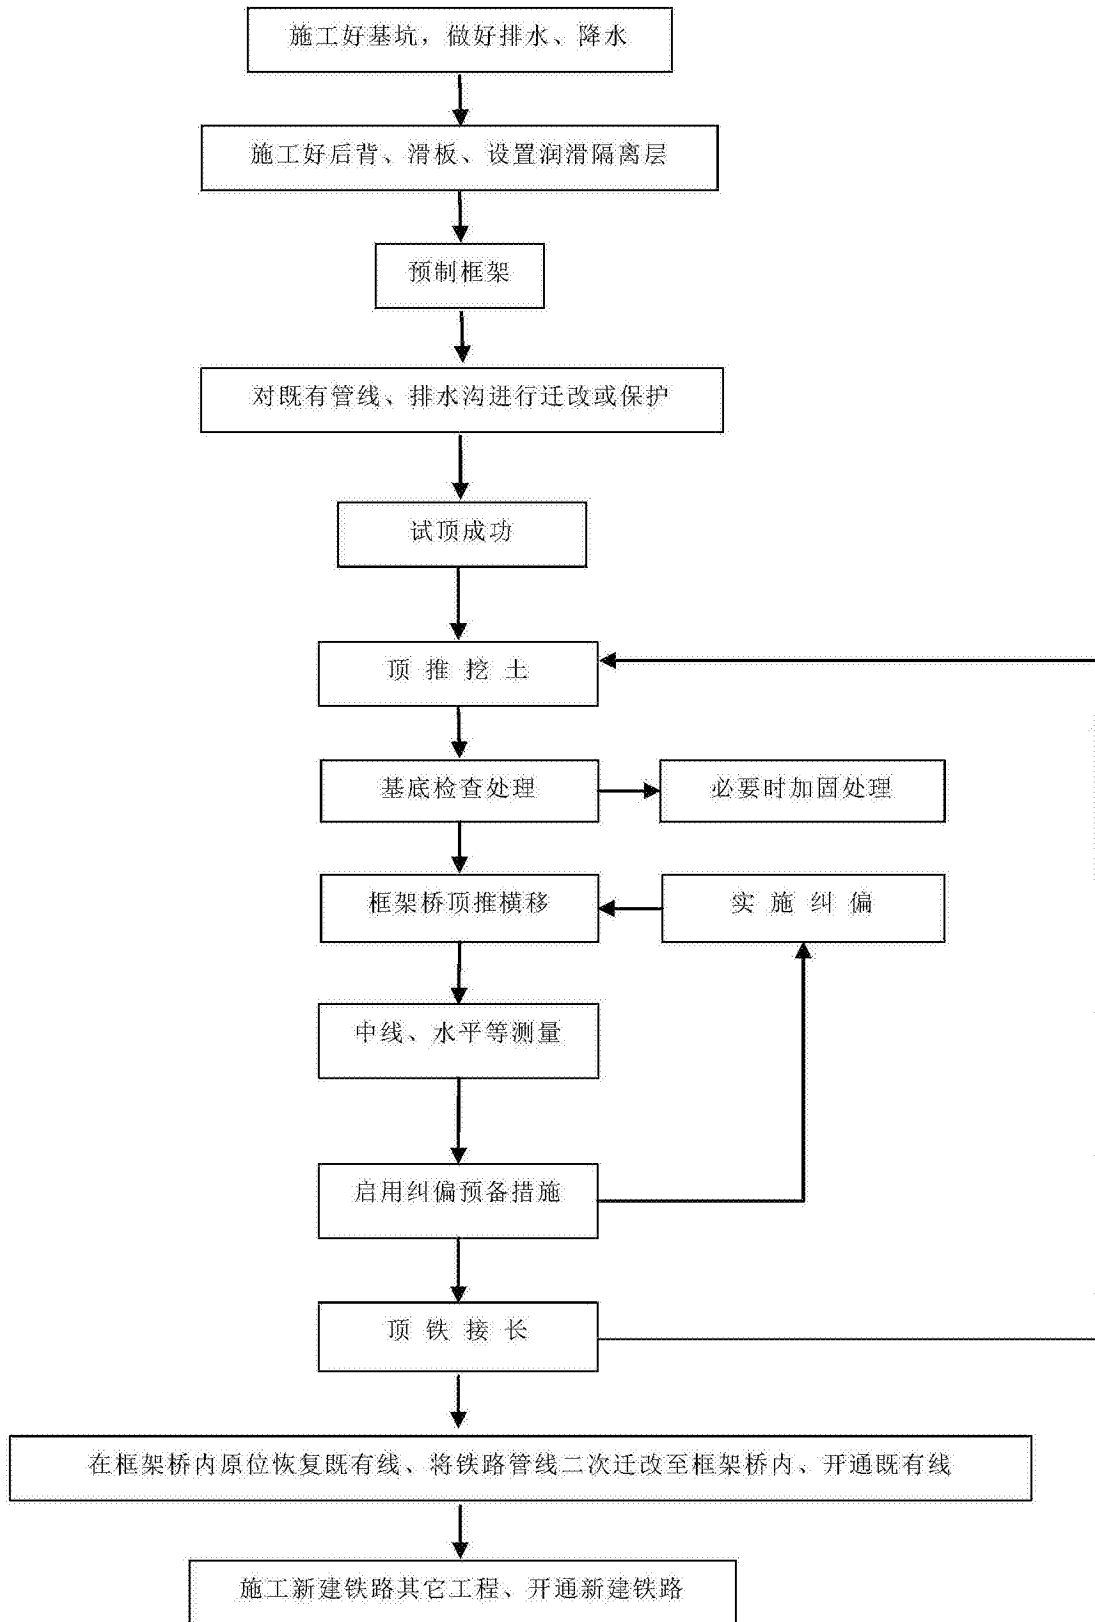 施工好基坑，做好排水、降水
施工好后背、滑板、设置润滑隔离层
预制框架
对既有管线、排水沟进行迁改或保护
试顶成功
顶推挖土
基底检查处理
必要时加固处理
框架桥顶推横移
实施纠偏
中线、水平等测量
启用纠偏预备措施
顶铁接长
在框架桥内原位恢复既有线、将铁路管线二次迁改至框架桥内、开通既有线
施工新建铁路其它工程、开通新建铁路